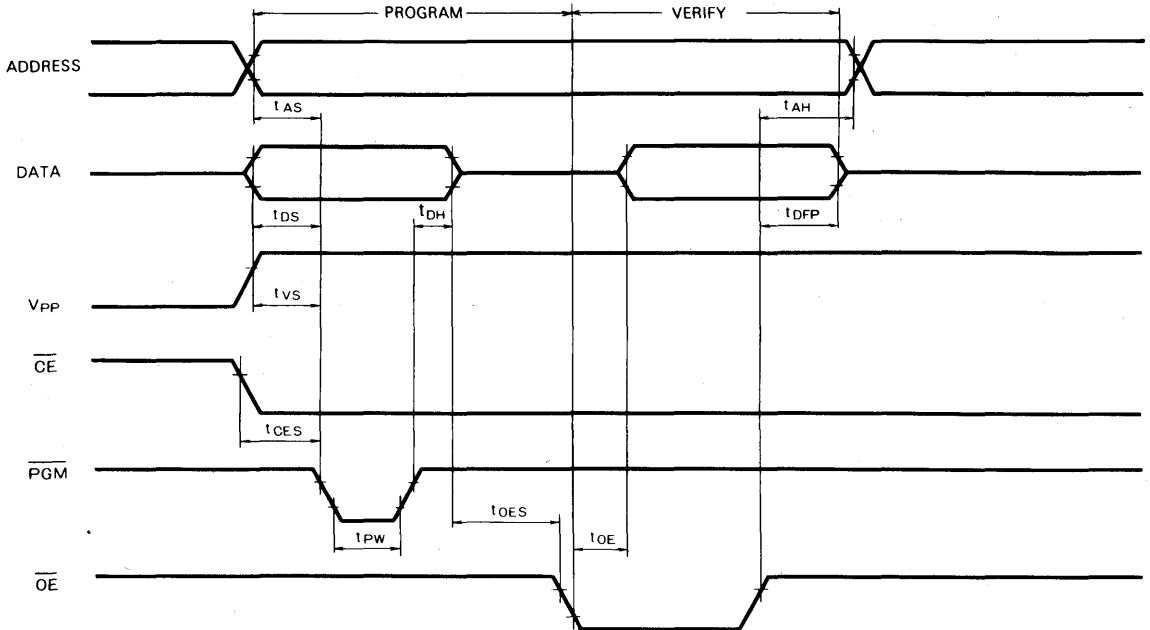 PROGRAM VERIFY
ADDRESS
tAS tAH
DATA
tDS tDH tDFP
VPP
tVS
CE
tCES
PGM
tOES tOE
tPW
OE